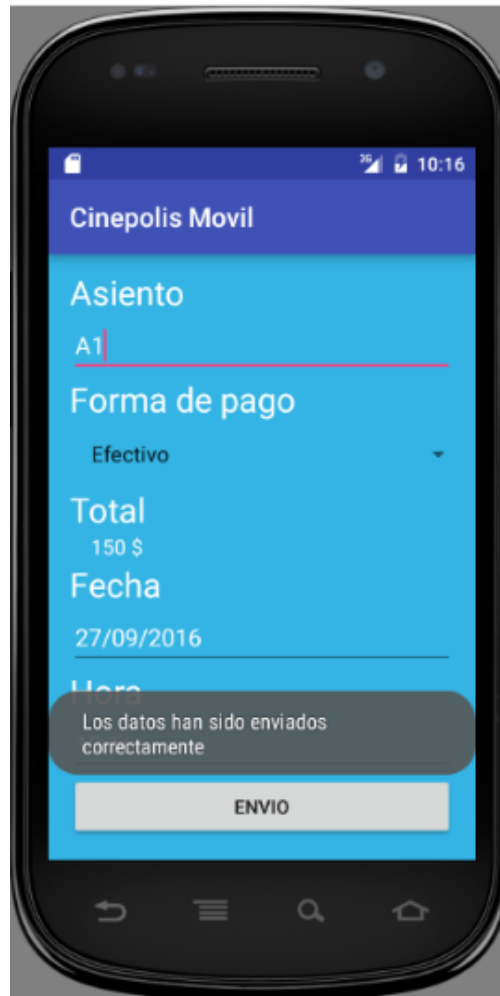 3G 10:16
Cinepolis Movil
Asiento
A1
Forma de pago
Efectivo
Total
150 $
Fecha
27/09/2016
Hora
Los datos han sido enviados
correctamente
ENVIO